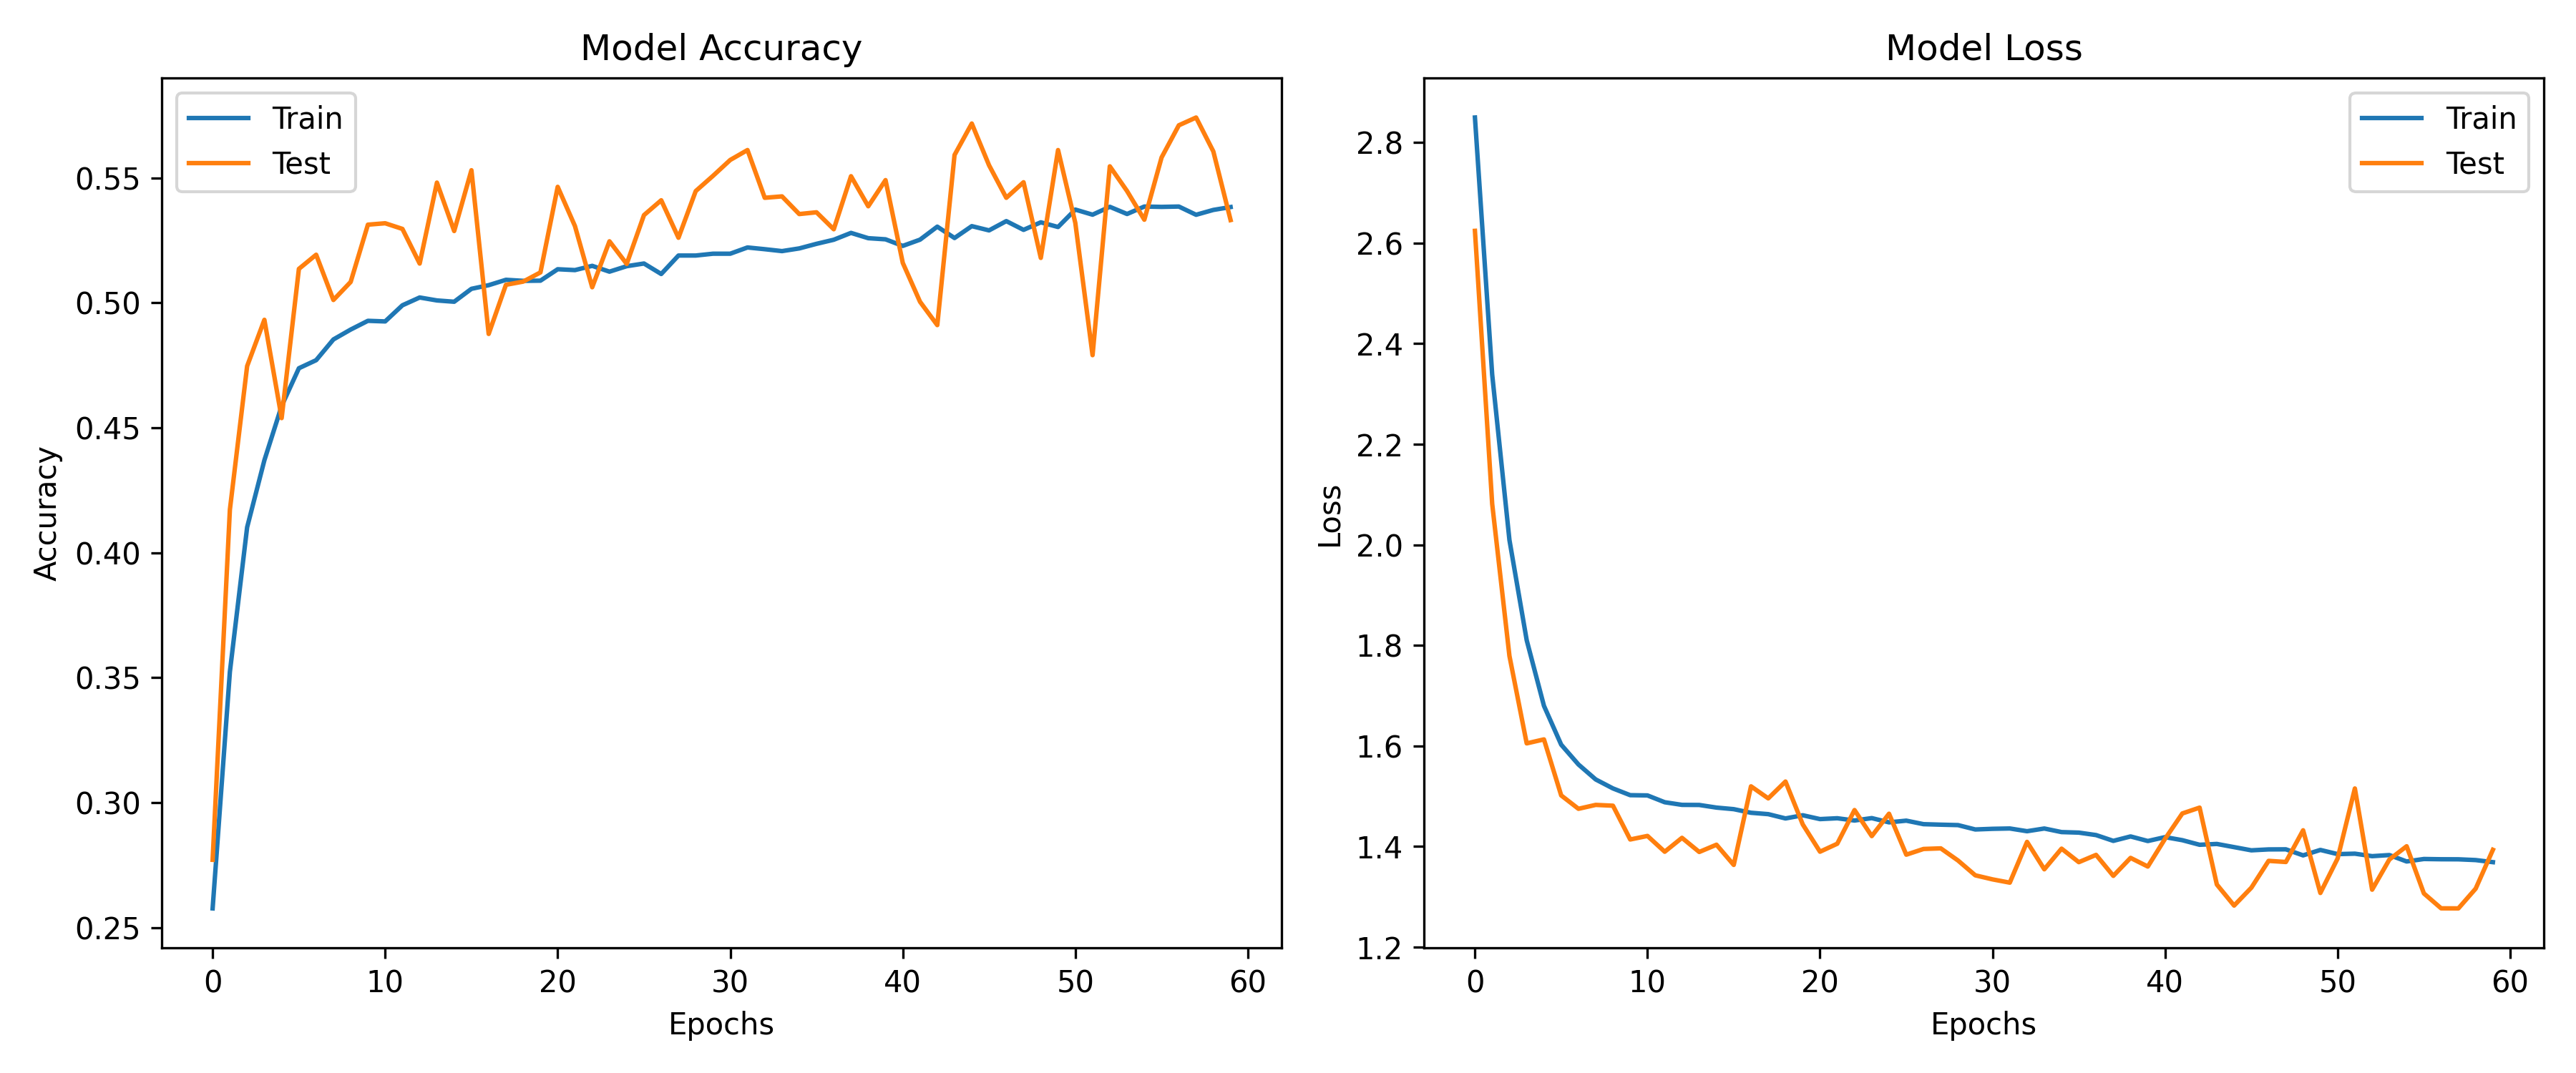 Model Accuracy
Train
Test
0.55
0.50
0.45
0.40
0.35
0.30
0.25
Accuracy
0 10 20 30 40 50 60
Epochs
Model Loss
Train
Test
2.8
2.6
2.4
2.2
2.0
1.8
1.6
1.4
1.2
Loss
0 10 20 30 40 50 60
Epochs